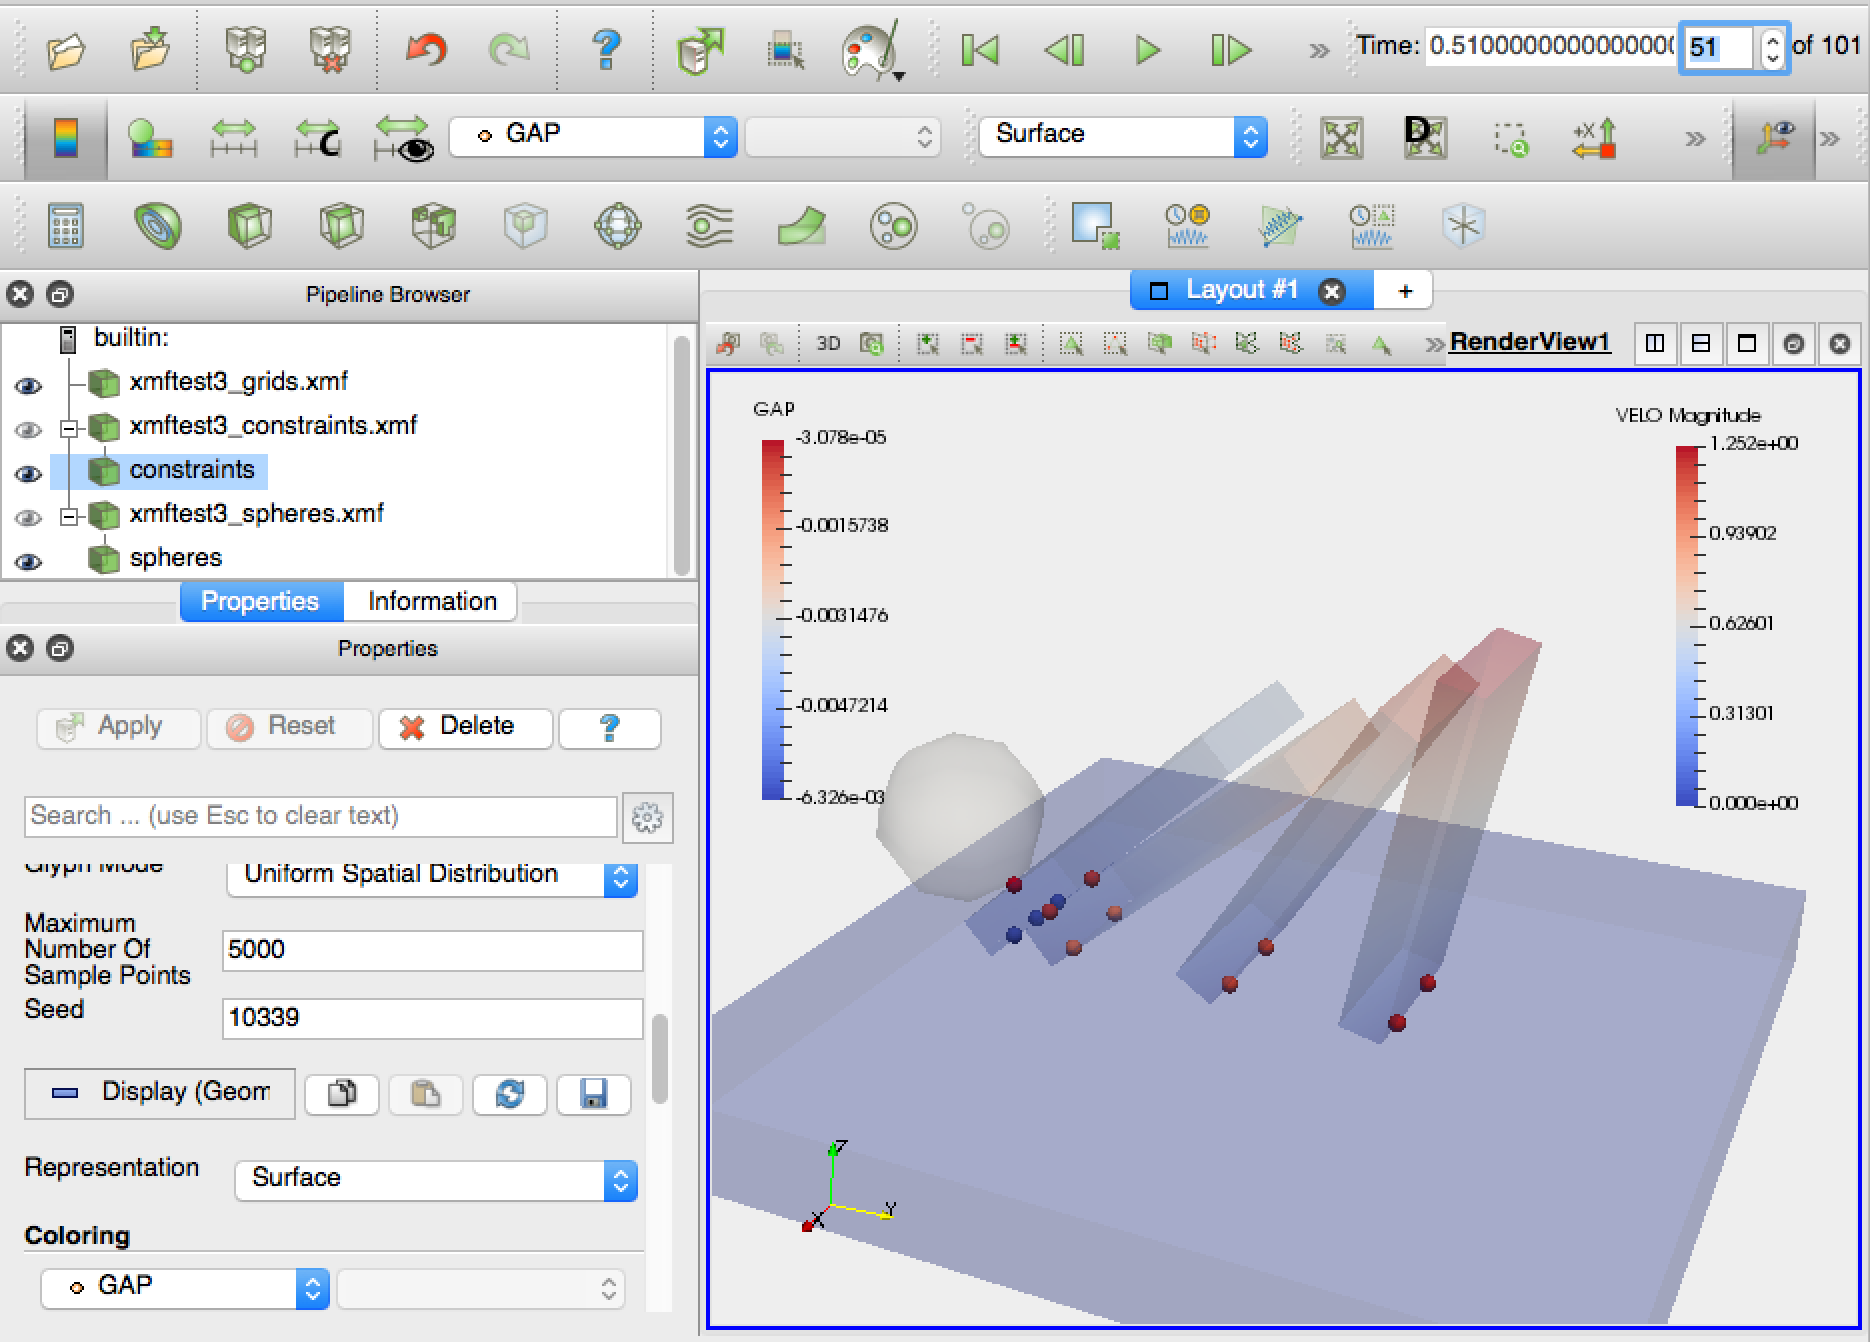 Time: 0.5100000000000000
51
of 101
GAP
Surface
Pipeline Browser
builtin:
xmftest3_grids.xmf
xmftest3_constraints.xmf
constraints
xmftest3_spheres.xmf
spheres
Properties
Information
Properties
Apply
Reset
Delete
?
Search ... (use Esc to clear text)
Glyph Mode
Uniform Spatial Distribution
Maximum
Number Of
Sample Points
5000
Seed
10339
Display (Geom
Representation
Surface
Coloring
GAP
Layout #1
+
3D
RenderView1
GAP
-3.078e-05
-0.0015738
-0.0031476
-0.0047214
-6.326e-03
VELO Magnitude
1.252e+00
0.93902
0.62601
0.31301
0.000e+00
Z
Y
X
?
C
D
+X